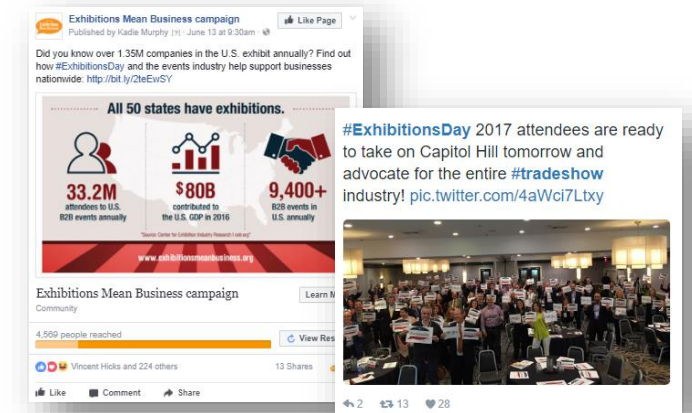 Exhibitions Mean Business campaign
Published by Kadie Murphy [?] · June 13 at 9:30am ·
Like Page
Did you know over 1.35M companies in the U.S. exhibit annually? Find out
how #ExhibitionsDay and the events industry help support businesses
nationwide: http://bit.ly/2teEwSY
All 50 states have exhibitions.
33.2M
attendees to U.S.
B2B events annually
$80B
contributed to
the U.S. GDP in 2016
9,400+
B2B events in
U.S. annually
www.exhibitionsmeanbusiness.org
Exhibitions Mean Business campaign
Community
Learn M
4,569 people reached
View Res
Vincent Hicks and 224 others
13 Shares
Like
Comment
Share
#ExhibitionsDay 2017 attendees are ready
to take on Capitol Hill tomorrow and
advocate for the entire #tradeshow
industry! pic.twitter.com/4aWci7Ltxy
2
13
28